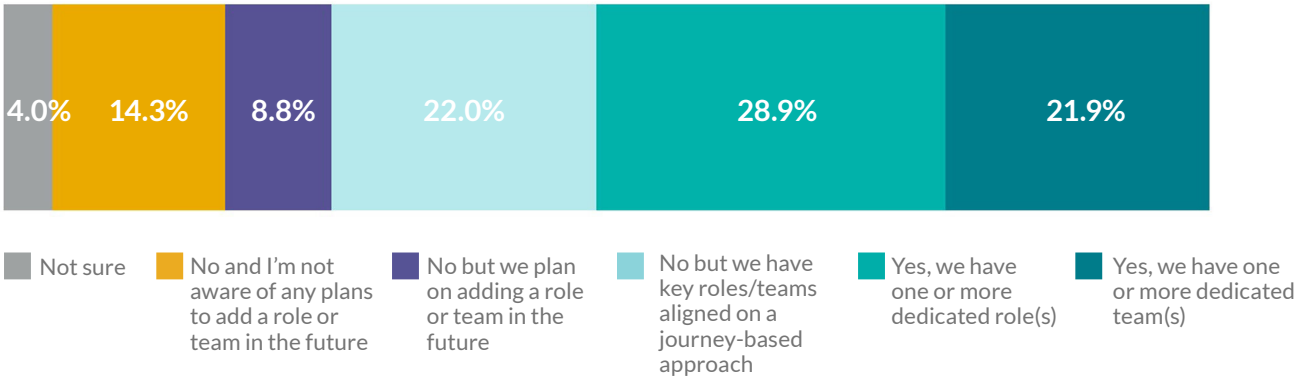 4.0%
14.3%
8.8%
22.0%
28.9%
21.9%
Not sure
No and I’m not
aware of any plans
to add a role or
team in the future
No but we plan
on adding a role
or team in the
future
No but we have
key roles/teams
aligned on a
journey-based
approach
Yes, we have
one or more
dedicated role(s)
Yes, we have one
or more dedicated
team(s)